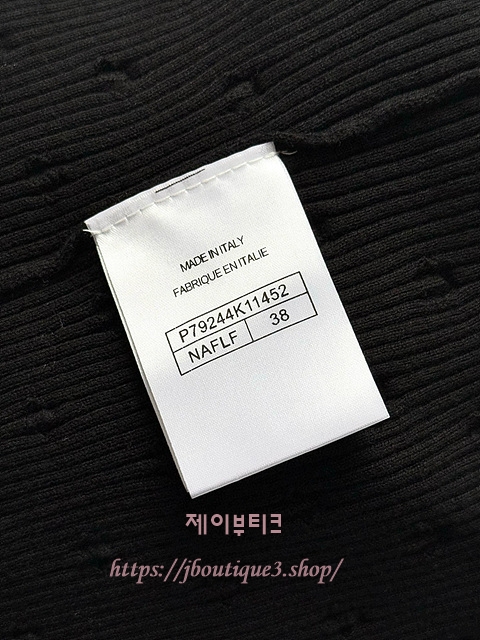 MADE IN ITALY
FABRIQUE EN ITALIE
P79244K11452
NAFLF 38
제이부티크
https://jboutique3.shop/